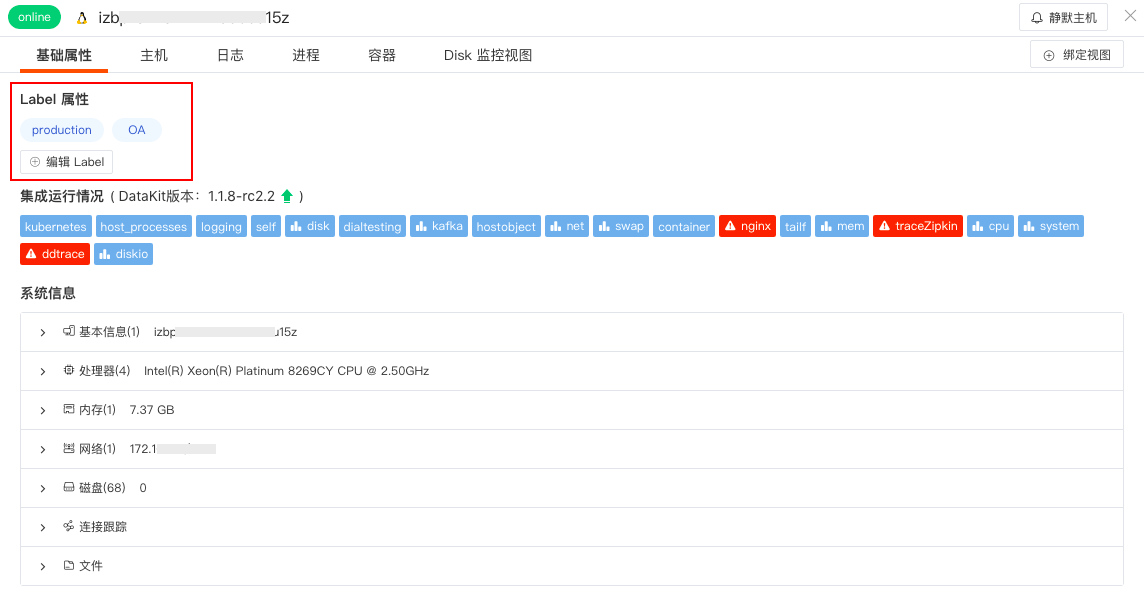 online izbp 15z 静默主机
基础属性 主机 日志 进程 容器 Disk 监控视图 绑定视图
Label 属性
production OA
编辑 Label
集成运行情况 ( DataKit版本：1.1.8-rc2.2 )
kubernetes host_processes logging self disk dialtesting kafka hostobject net swap container nginx tailf mem traceZipkin cpu system
ddtrace diskio
系统信息
基本信息(1) izbp u15z
处理器(4) Intel(R) Xeon(R) Platinum 8269CY CPU @ 2.50GHz
内存(1) 7.37 GB
网络(1) 172.1
磁盘(68) 0
连接跟踪
文件